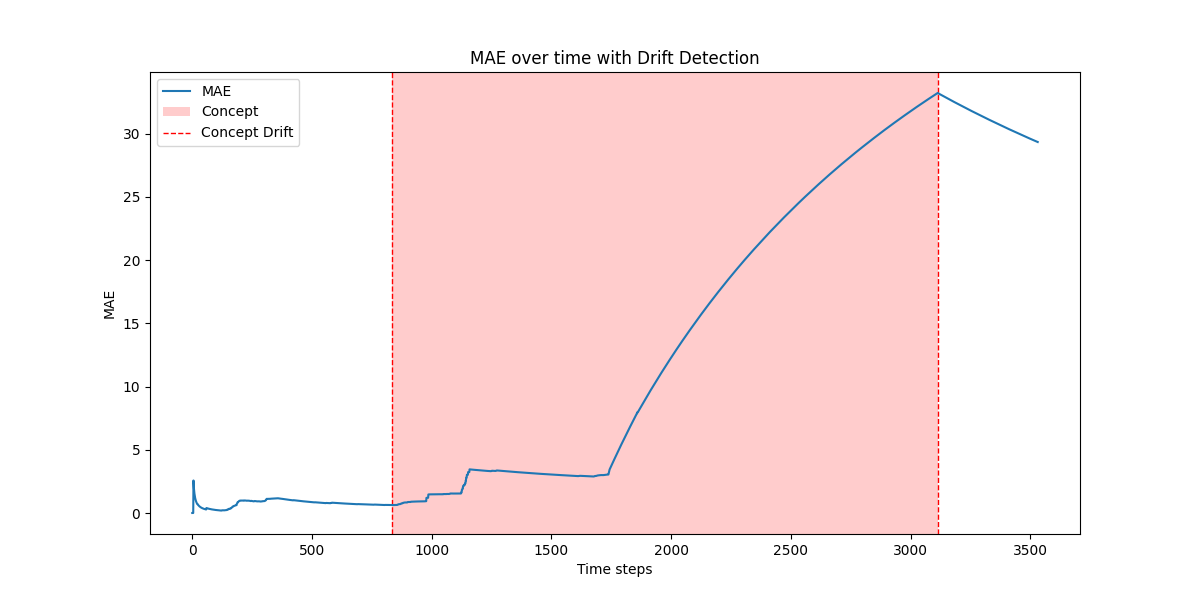 MAE over time with Drift Detection
MAE
Concept
Concept Drift
MAE
30
25
20
15
10
5
0
0 500 1000 1500 2000 2500 3000 3500
Time steps